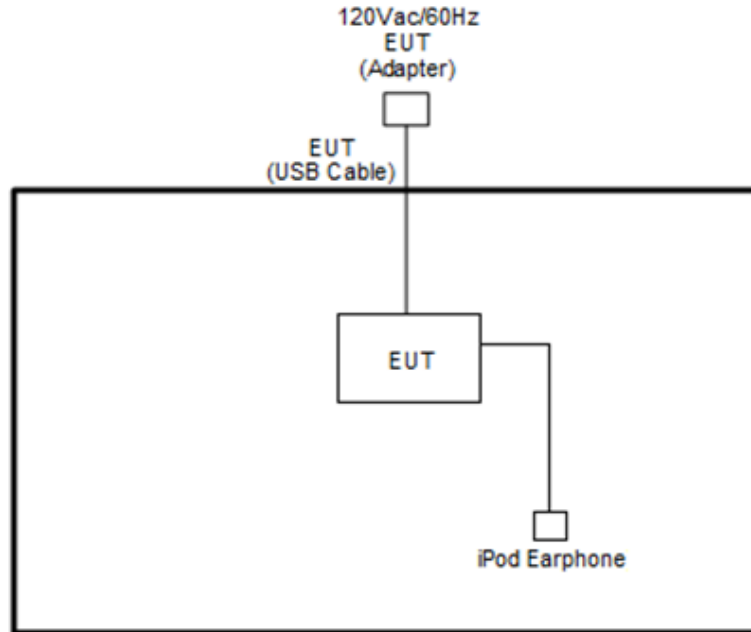 120Vac/60Hz
EUT
(Adapter)
EUT
(USB Cable)
EUT
iPod Earphone